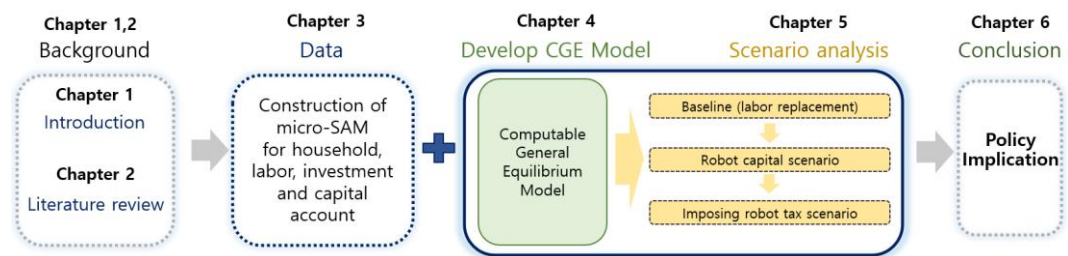 Chapter 1,2
Background
Chapter 1
Introduction
Chapter 2
Literature review
Chapter 3
Data
Construction of
micro-SAM
for household,
labor, investment
and capital
account
Chapter 4
Develop CGE Model
Computable
General
Equilibrium
Model
Chapter 5
Scenario analysis
Baseline (labor replacement)
Robot capital scenario
Imposing robot tax scenario
Chapter 6
Conclusion
Policy
Implication